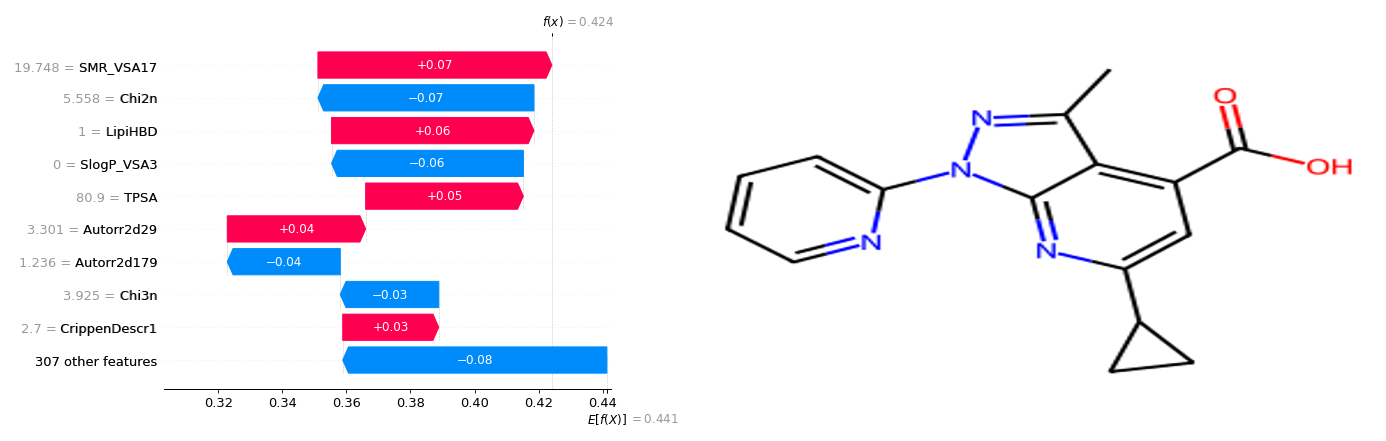 f(x) = 0.424
19.748 = SMR_VSA17
+0.07
5.558 = Chi2n
−0.07
1 = LipiHBD
+0.06
0 = SlogP_VSA3
−0.06
80.9 = TPSA
+0.05
3.301 = Autorr2d29
+0.04
1.236 = Autorr2d179
−0.04
3.925 = Chi3n
−0.03
2.7 = CrippenDescr1
+0.03
307 other features
−0.08
0.32 0.34 0.36 0.38 0.40 0.42 0.44
E[f(X)] = 0.441
O
N
OH
N
N
N